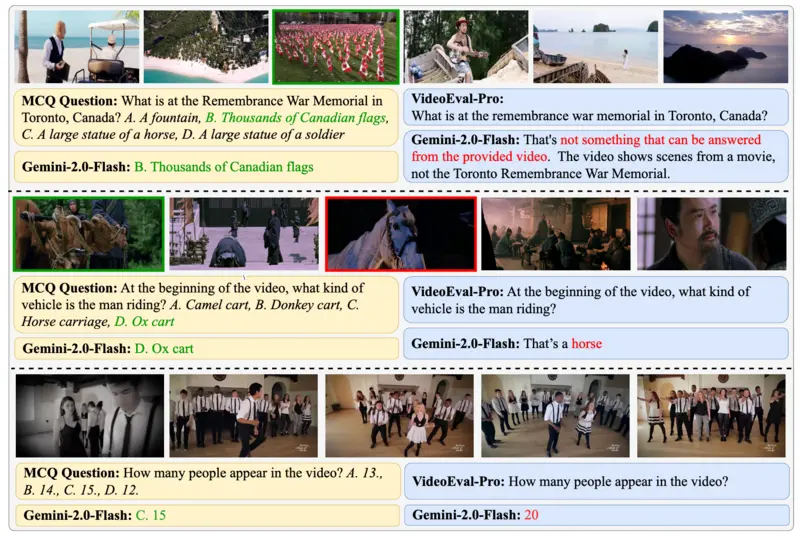 MCQ Question: What is at the Remembrance War Memorial in
Toronto, Canada? A. A fountain, B. Thousands of Canadian flags,
C. A large statue of a horse, D. A large statue of a soldier
Gemini-2.0-Flash: B. Thousands of Canadian flags
VideoEval-Pro:
What is at the remembrance war memorial in Toronto, Canada?
Gemini-2.0-Flash: That's not something that can be answered
from the provided video. The video shows scenes from a movie,
not the Toronto Remembrance War Memorial.
MCQ Question: At the beginning of the video, what kind of
vehicle is the man riding? A. Camel cart, B. Donkey cart, C.
Horse carriage, D. Ox cart
Gemini-2.0-Flash: D. Ox cart
VideoEval-Pro: At the beginning of the video, what kind of
vehicle is the man riding?
Gemini-2.0-Flash: That's a horse
MCQ Question: How many people appear in the video? A. 13.,
B. 14., C. 15., D. 12.
Gemini-2.0-Flash: C. 15
VideoEval-Pro: How many people appear in the video?
Gemini-2.0-Flash: 20